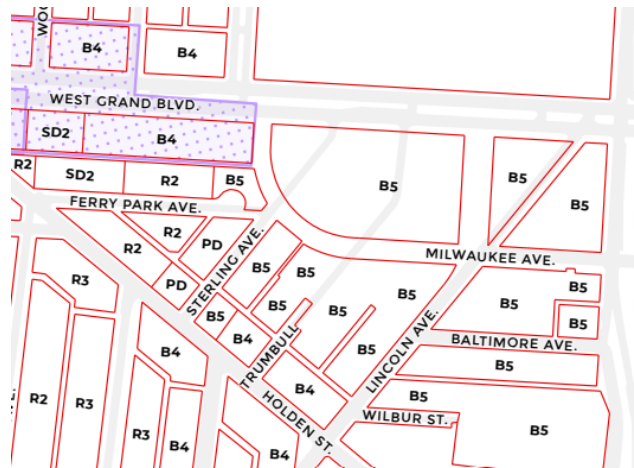 WOO
B4
B4
WEST GRAND BLVD.
SD2
B4
R2
SD2
R2
B5
B5
B5
B5
FERRY PARK AVE.
R2
PD
R2
STERLING AVE.
MILWAUKEE AVE.
R3
PD
B5
B5
B5
B5
B5
B5
B5
B5
B5
B4
B5
TRUMBULL
LINCOLN AVE.
BALTIMORE AVE.
B4
B5
B5
R2
R3
HOLDEN ST.
B4
B5
WILBUR ST.
B5
R3
B4
B4